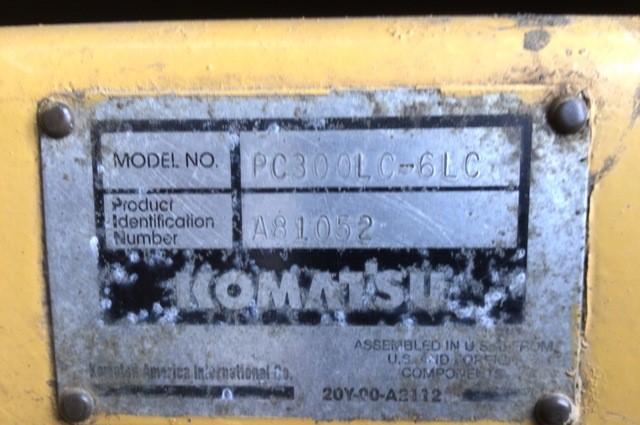 MODEL NO. PC300LC-6LC
Product
Identification
Number
A81052
KOMATSU
ASSEMBLED IN U.S. FROM
U.S. AND FOREIGN
COMPONENTS
Komatsu America International Co.
20Y-00-A2112